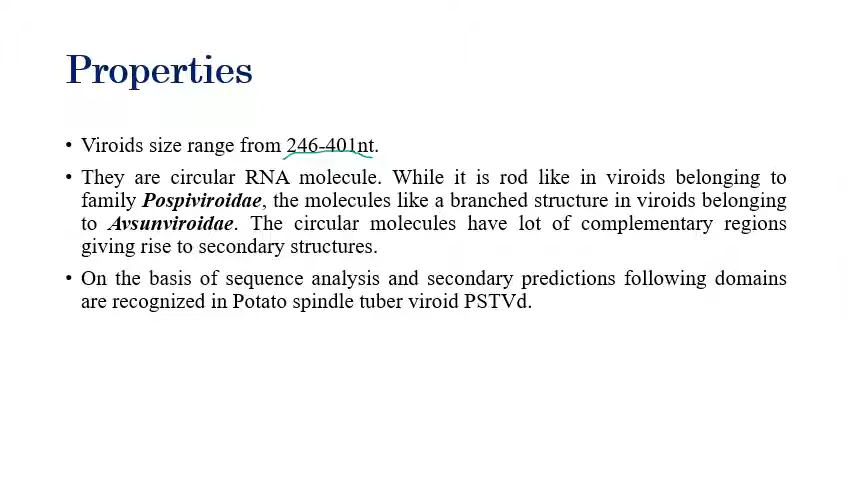 Properties
• Viroids size range from 246-401nt.
• They are circular RNA molecule. While it is rod like in viroids belonging to
family Pospiviroidae, the molecules like a branched structure in viroids belonging
to Avsunviroidae. The circular molecules have lot of complementary regions
giving rise to secondary structures.
• On the basis of sequence analysis and secondary predictions following domains
are recognized in Potato spindle tuber viroid PSTVd.